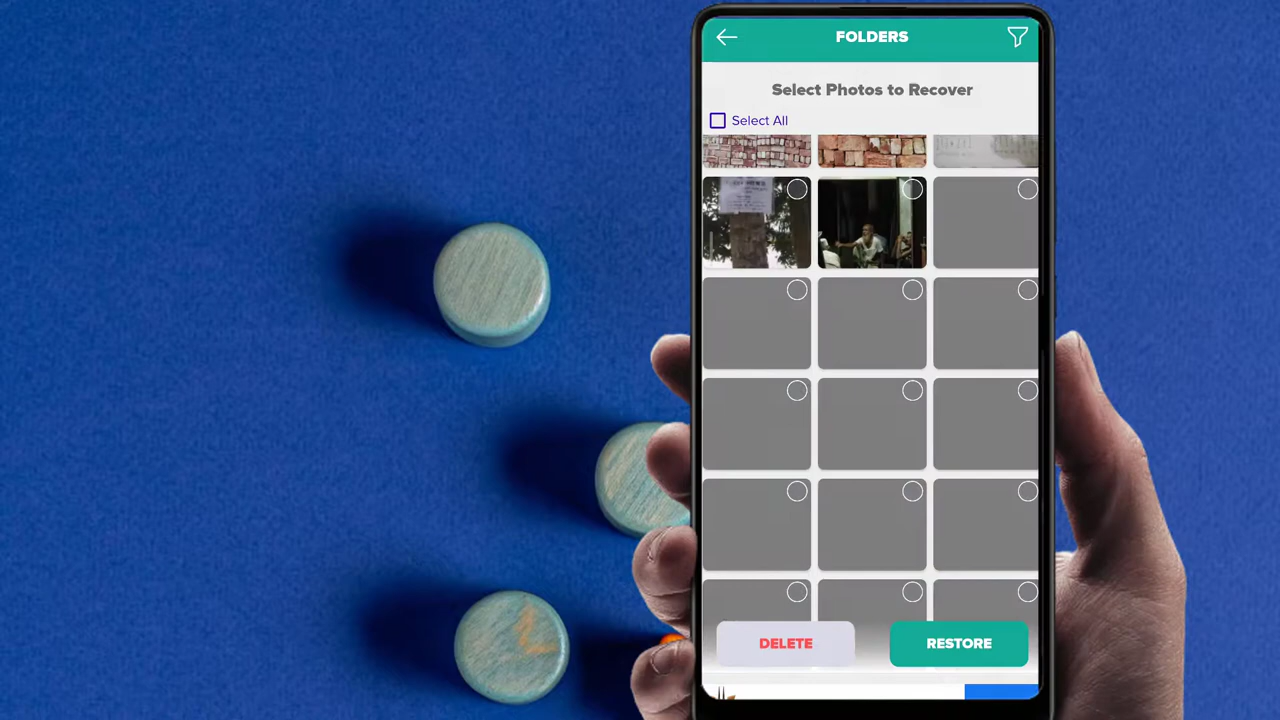 FOLDERS
Select Photos to Recover
Select All
DELETE
RESTORE